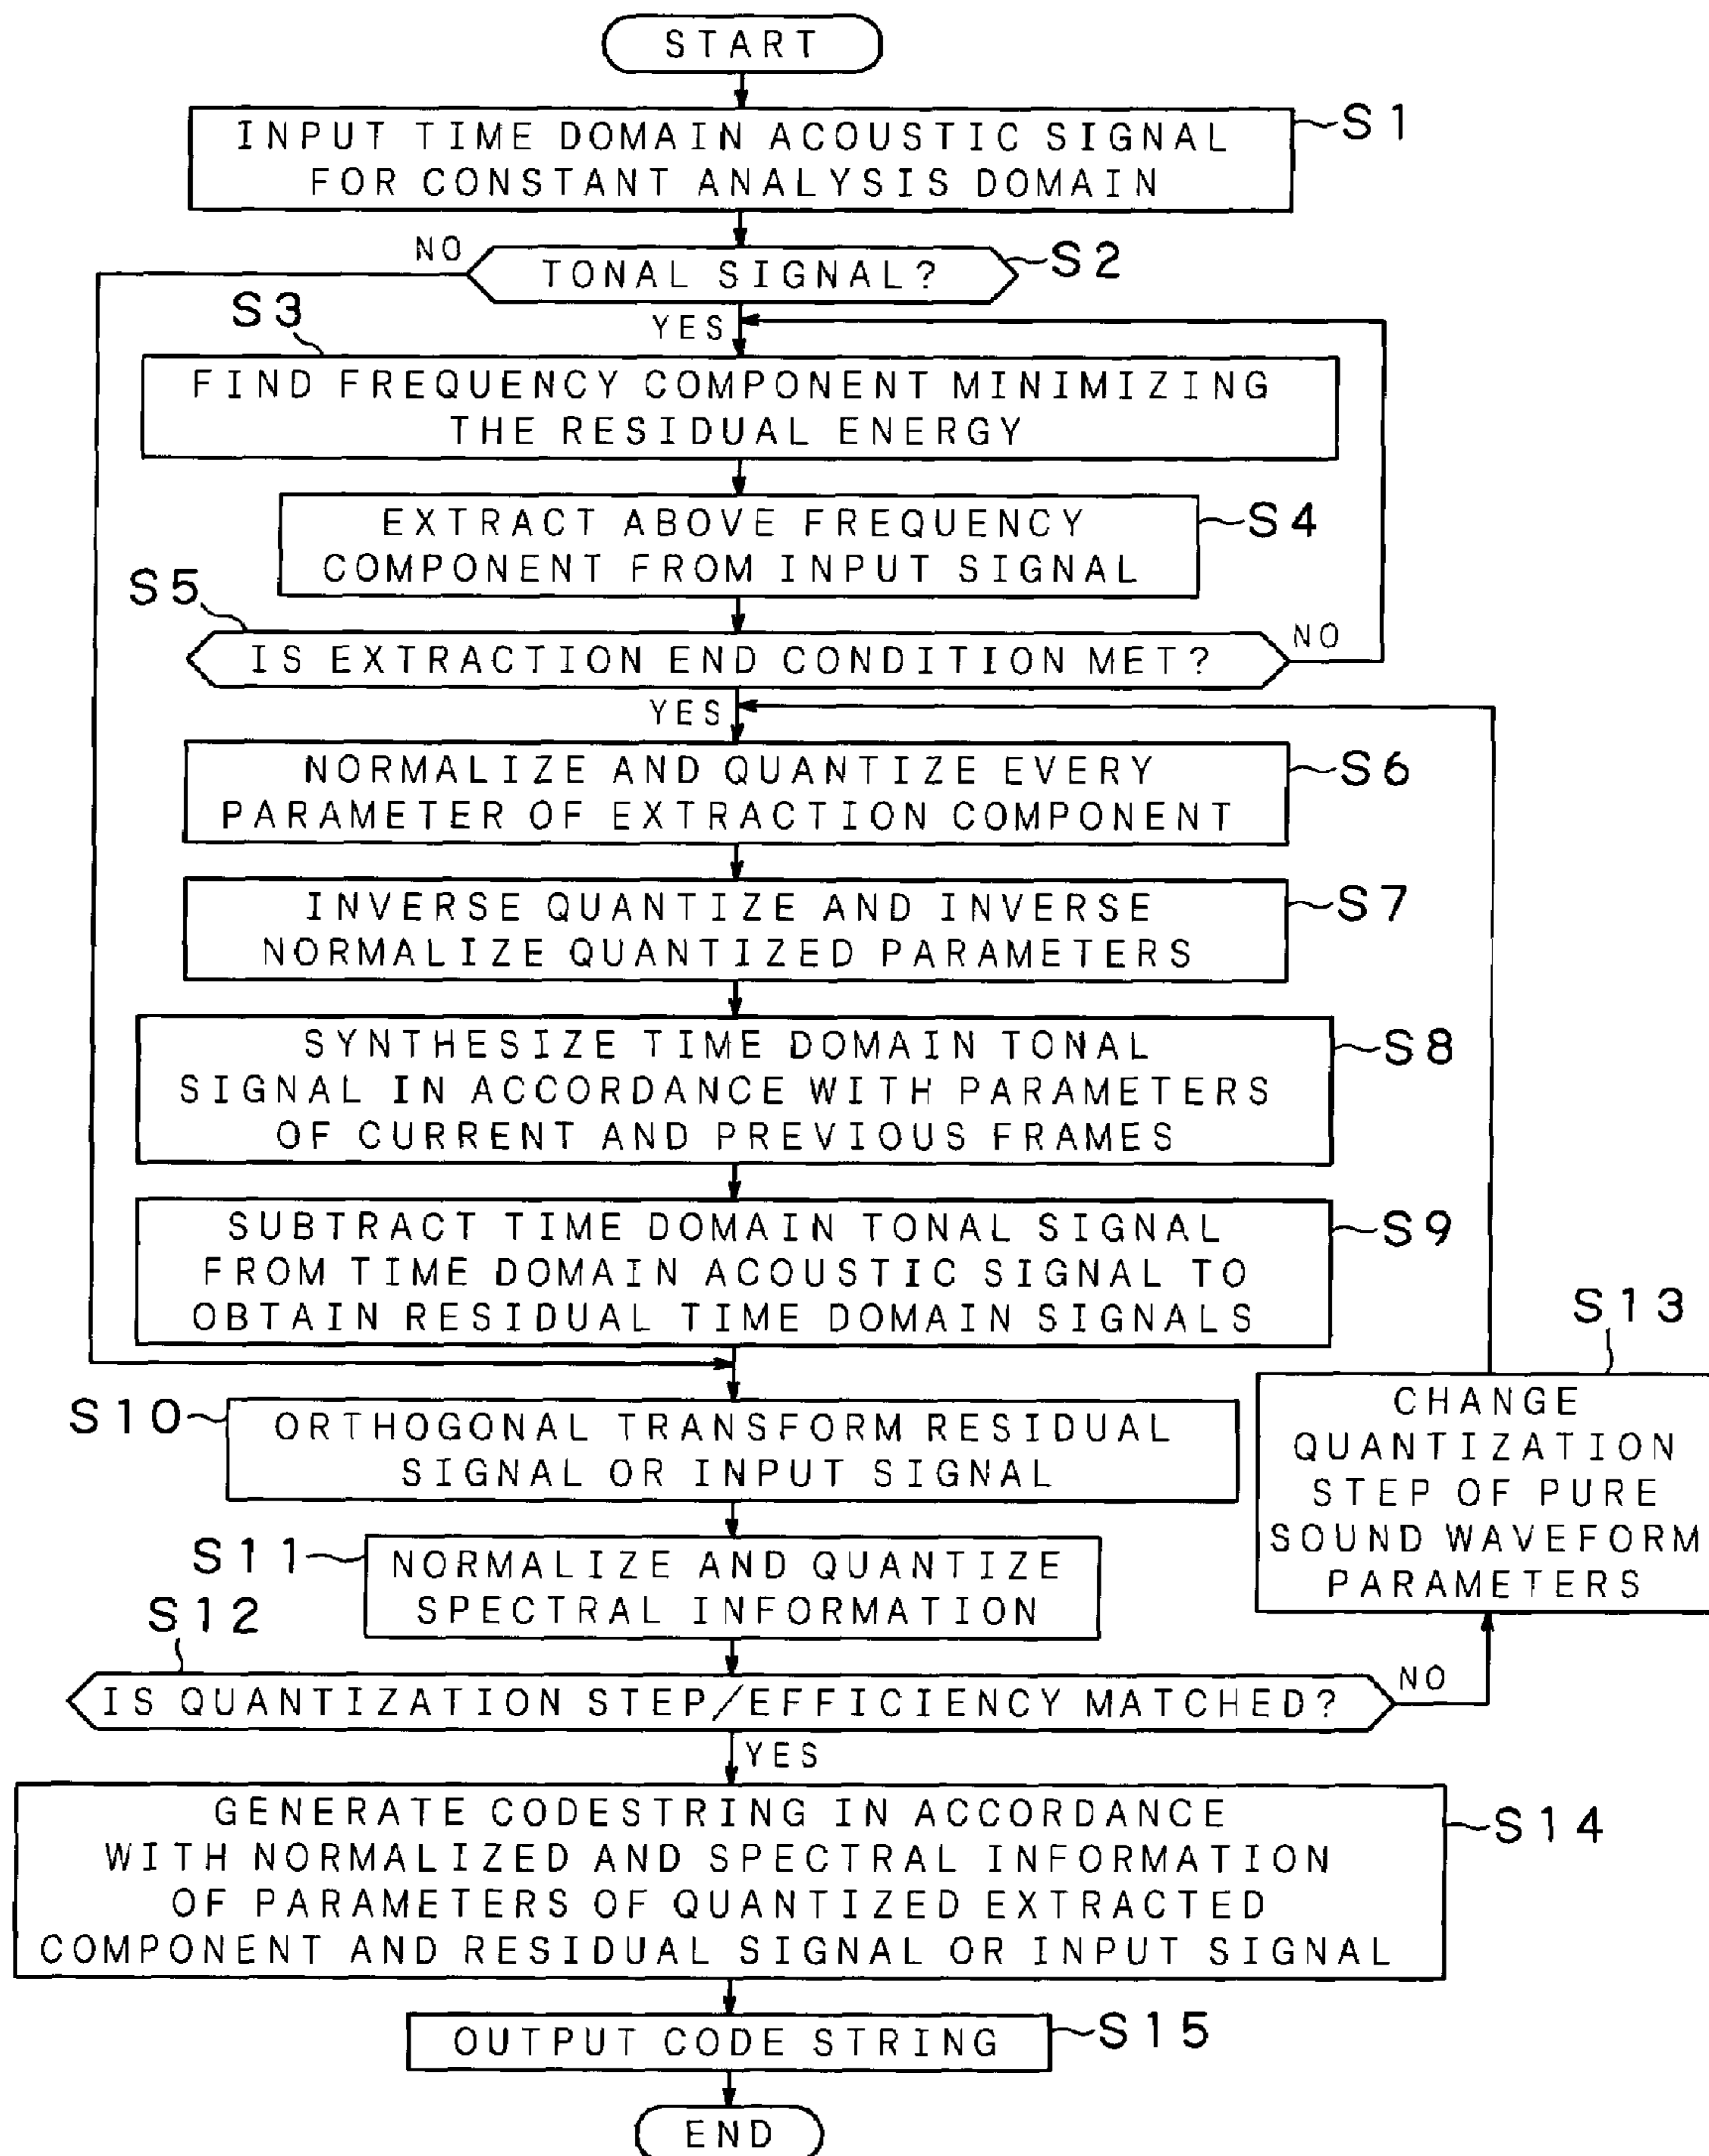 START
INPUT TIME DOMAIN ACOUSTIC SIGNAL
FOR CONSTANT ANALYSIS DOMAIN
S1
NO
TONAL SIGNAL?
S2
S3
YES
FIND FREQUENCY COMPONENT MINIMIZING
THE RESIDUAL ENERGY
EXTRACT ABOVE FREQUENCY
COMPONENT FROM INPUT SIGNAL
S4
S5
IS EXTRACTION END CONDITION MET?
NO
YES
NORMALIZE AND QUANTIZE EVERY
PARAMETER OF EXTRACTION COMPONENT
S6
INVERSE QUANTIZE AND INVERSE
NORMALIZE QUANTIZED PARAMETERS
S7
SYNTHESIZE TIME DOMAIN TONAL
SIGNAL IN ACCORDANCE WITH PARAMETERS
OF CURRENT AND PREVIOUS FRAMES
S8
SUBTRACT TIME DOMAIN TONAL SIGNAL
FROM TIME DOMAIN ACOUSTIC SIGNAL TO
OBTAIN RESIDUAL TIME DOMAIN SIGNALS
S9
S13
CHANGE
QUANTIZATION
STEP OF PURE
SOUND WAVEFORM
PARAMETERS
S10
ORTHOGONAL TRANSFORM RESIDUAL
SIGNAL OR INPUT SIGNAL
S11
NORMALIZE AND QUANTIZE
SPECTRAL INFORMATION
S12
IS QUANTIZATION STEP/EFFICIENCY MATCHED?
NO
YES
GENERATE CODESTRING IN ACCORDANCE
WITH NORMALIZED AND SPECTRAL INFORMATION
OF PARAMETERS OF QUANTIZED EXTRACTED
COMPONENT AND RESIDUAL SIGNAL OR INPUT SIGNAL
S14
OUTPUT CODE STRING
S15
END